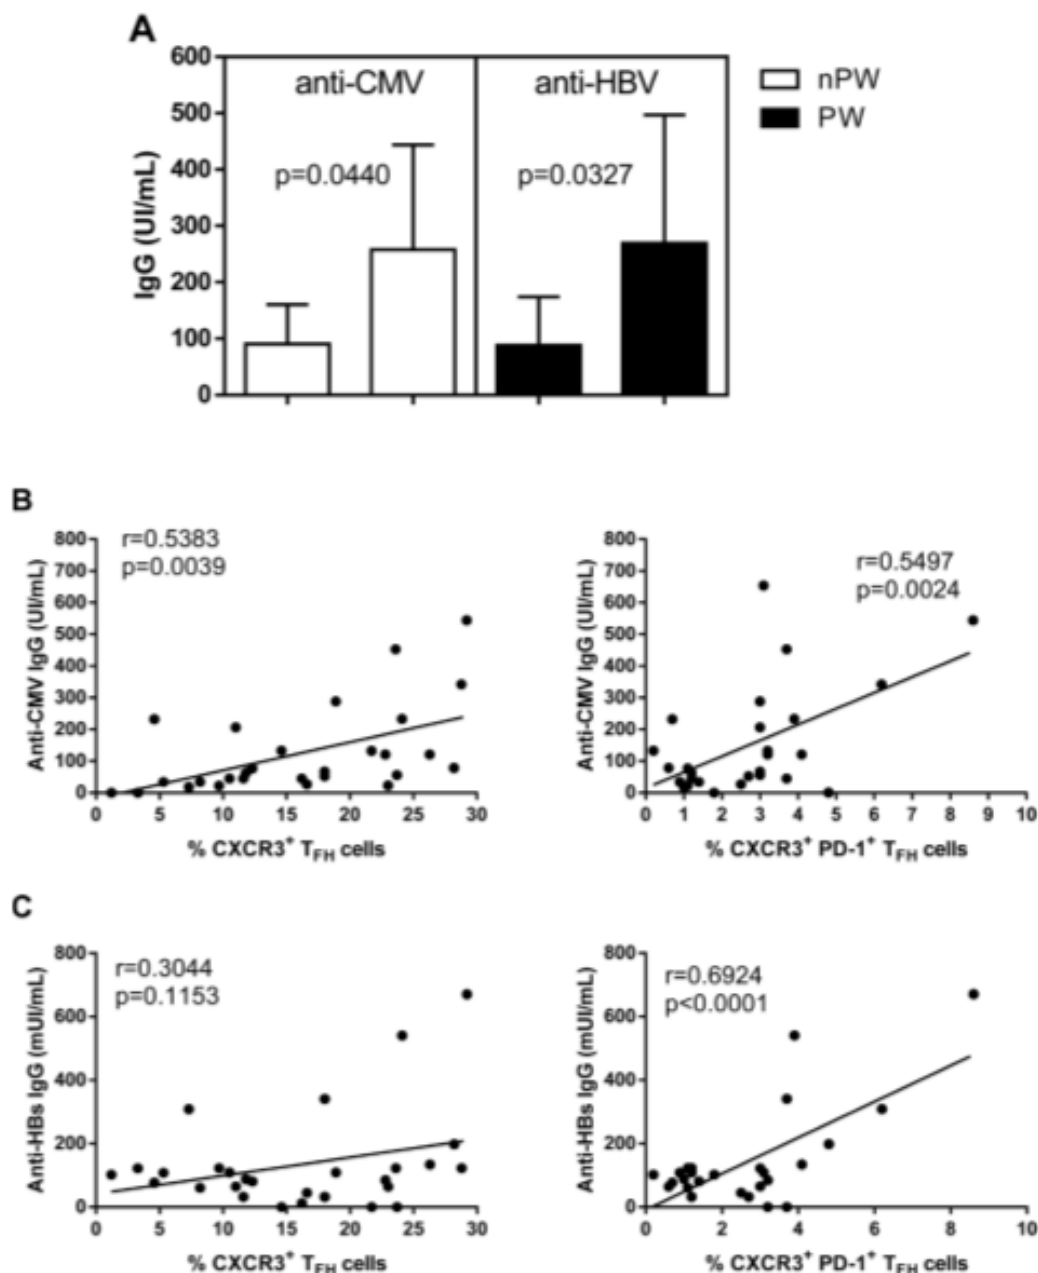 A
600
500
400
300
200
100
0
IgG (UI/mL)
anti-CMV
anti-HBV
p=0.0440
p=0.0327
nPW
PW
B
800
700
600
500
400
300
200
100
0
Anti-CMV IgG (UI/mL)
r=0.5383
p=0.0039
0 5 10 15 20 25 30
% CXCR3⁺ T_FH cells
800
700
600
500
400
300
200
100
0
Anti-CMV IgG (UI/mL)
r=0.5497
p=0.0024
0 1 2 3 4 5 6 7 8 9 10
% CXCR3⁺ PD-1⁺ T_FH cells
C
800
600
400
200
0
Anti-HBs IgG (mUI/mL)
r=0.3044
p=0.1153
0 5 10 15 20 25 30
% CXCR3⁺ T_FH cells
800
600
400
200
0
Anti-HBs IgG (mUI/mL)
r=0.6924
p<0.0001
0 2 4 6 8 10
% CXCR3⁺ PD-1⁺ T_FH cells